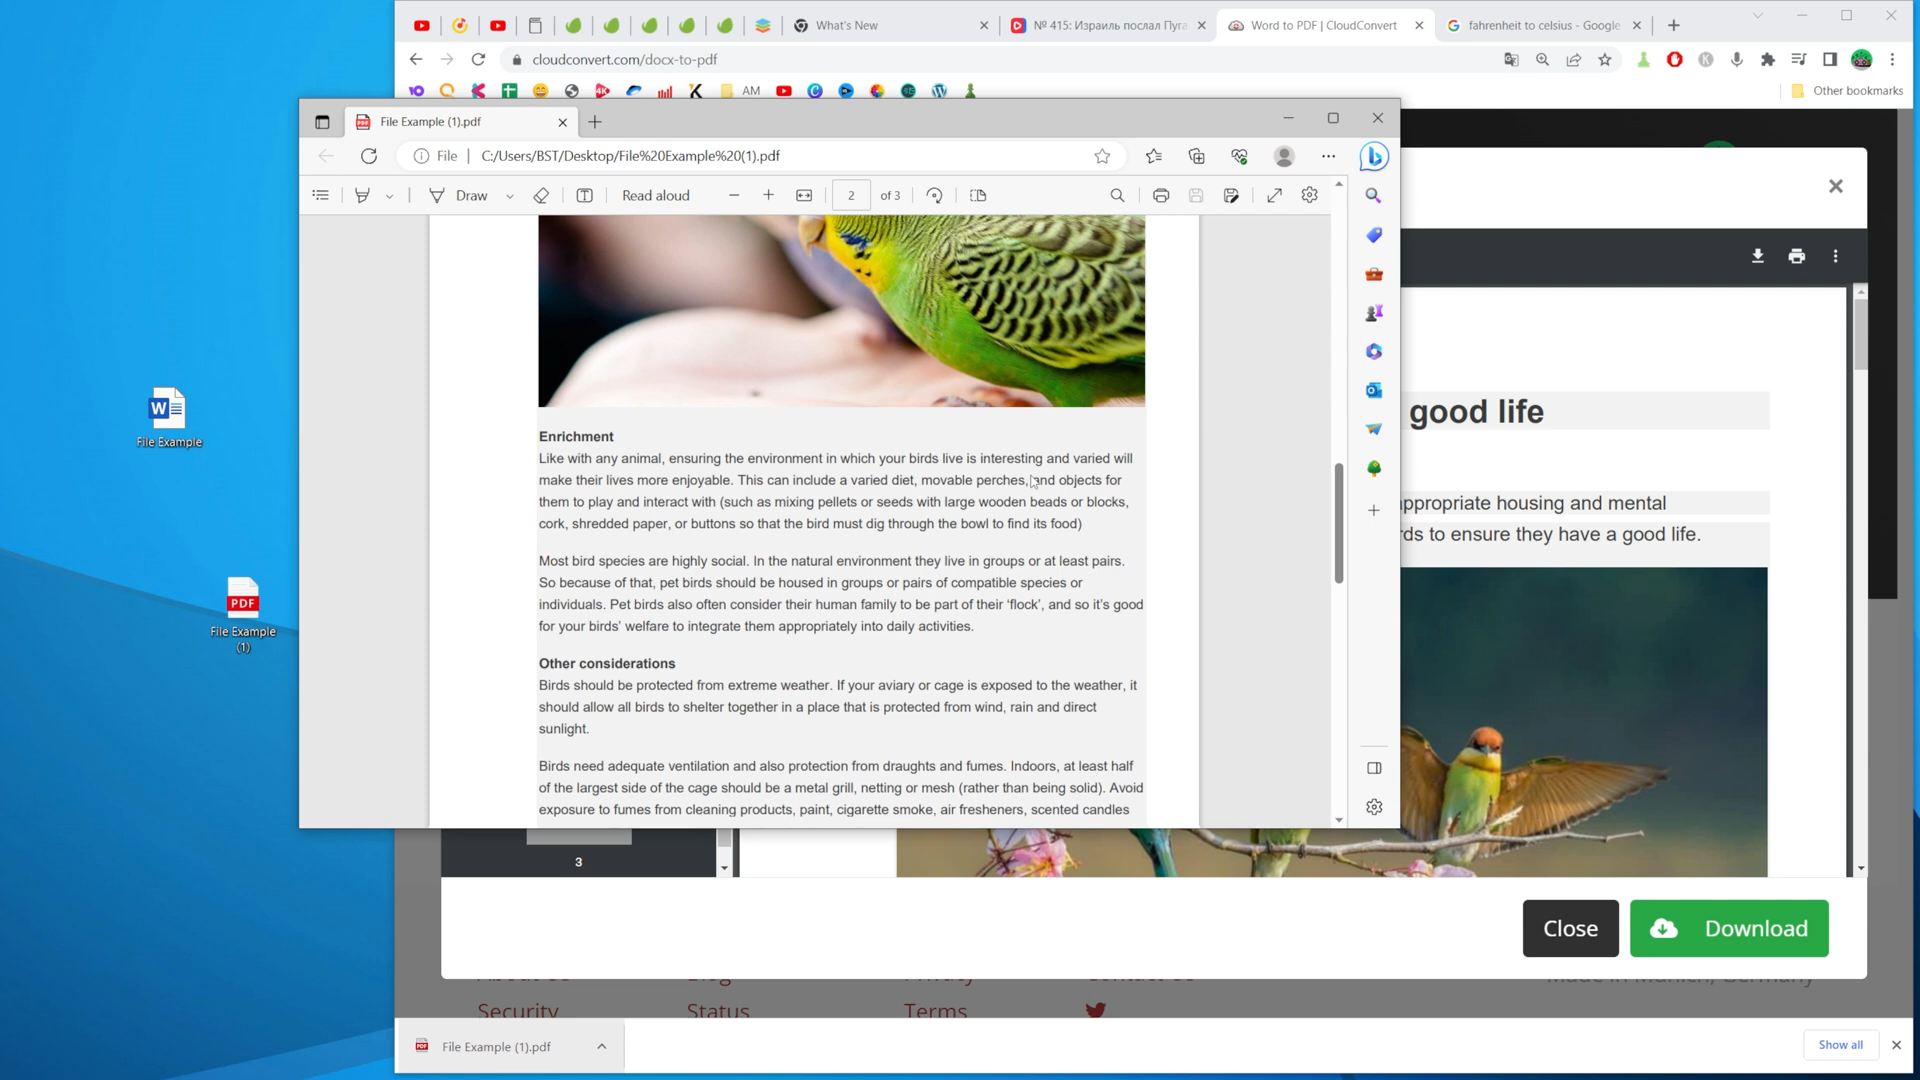 What's New
№ 415: Израиль послал Пуга
Word to PDF | CloudConvert
fahrenheit to celsius - Google
cloudconvert.com/docx-to-pdf
AM
Other bookmarks
File Example (1).pdf
File
C:/Users/BST/Desktop/File%20Example%20(1).pdf
Draw
Read aloud
2
of 3
Enrichment
Like with any animal, ensuring the environment in which your birds live is interesting and varied will
make their lives more enjoyable. This can include a varied diet, movable perches, and objects for
them to play and interact with (such as mixing pellets or seeds with large wooden beads or blocks,
cork, shredded paper, or buttons so that the bird must dig through the bowl to find its food)
Most bird species are highly social. In the natural environment they live in groups or at least pairs.
So because of that, pet birds should be housed in groups or pairs of compatible species or
individuals. Pet birds also often consider their human family to be part of their ‘flock’, and so it’s good
for your birds’ welfare to integrate them appropriately into daily activities.
Other considerations
Birds should be protected from extreme weather. If your aviary or cage is exposed to the weather, it
should allow all birds to shelter together in a place that is protected from wind, rain and direct
sunlight.
Birds need adequate ventilation and also protection from draughts and fumes. Indoors, at least half
of the largest side of the cage should be a metal grill, netting or mesh (rather than being solid). Avoid
exposure to fumes from cleaning products, paint, cigarette smoke, air fresheners, scented candles
good life
appropriate housing and mental
rds to ensure they have a good life.
W
File Example
PDF
File Example
(1)
3
Close
Download
Made in Munich, Germany
Security
Status
Terms
File Example (1).pdf
Show all